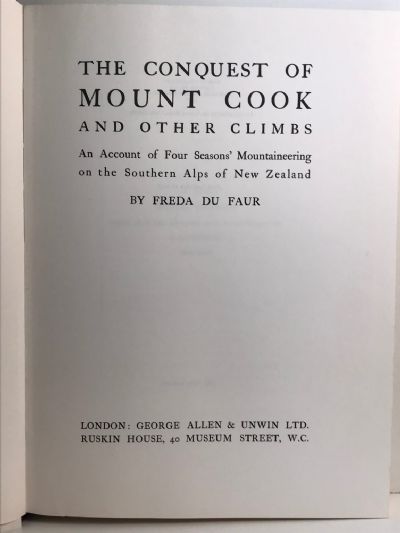 THE CONQUEST OF
MOUNT COOK
AND OTHER CLIMBS
An Account of Four Seasons' Mountaineering
on the Southern Alps of New Zealand
BY FREDA DU FAUR
LONDON: GEORGE ALLEN & UNWIN LTD.
RUSKIN HOUSE, 40 MUSEUM STREET, W.C.